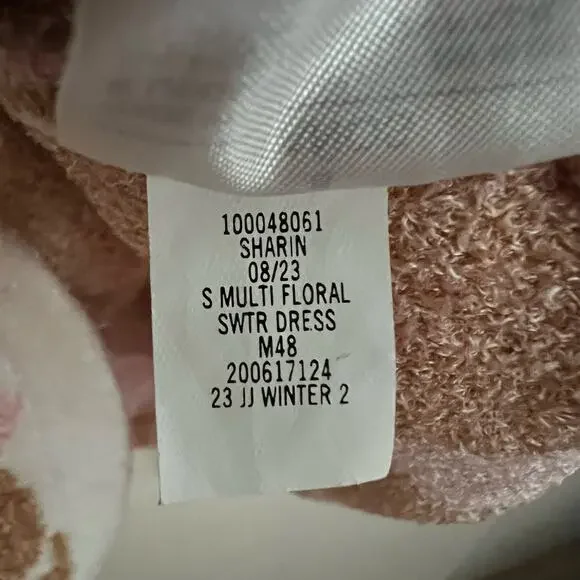 100048061
SHARIN
08/23
S MULTI FLORAL
SWTR DRESS
M48
200617124
23 JJ WINTER 2